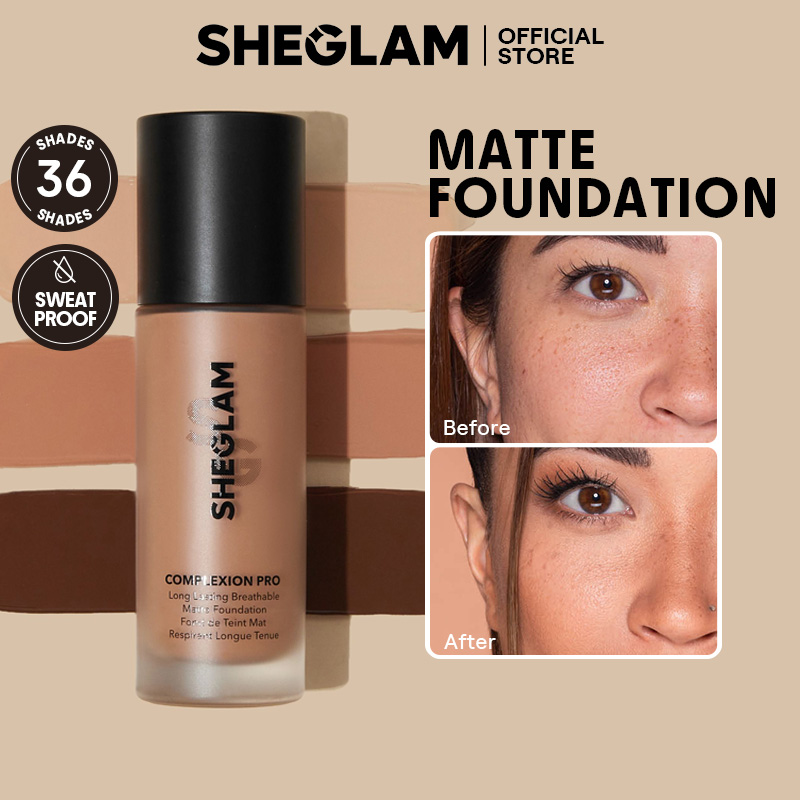 SHEGLAM
OFFICIAL
STORE
SHADES
36
SHADES
SWEAT
PROOF
MATTE
FOUNDATION
Before
After
SHEGLAM
SG
COMPLEXION PRO
Long Lasting Breathable
Matte Foundation
Fond de Teint Mat
Respirant Longue Tenue